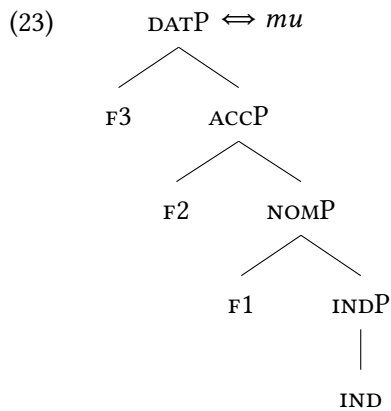 (23) DATP ⇔ mu
F3 ACCP
F2 NOMP
F1 INDP
IND